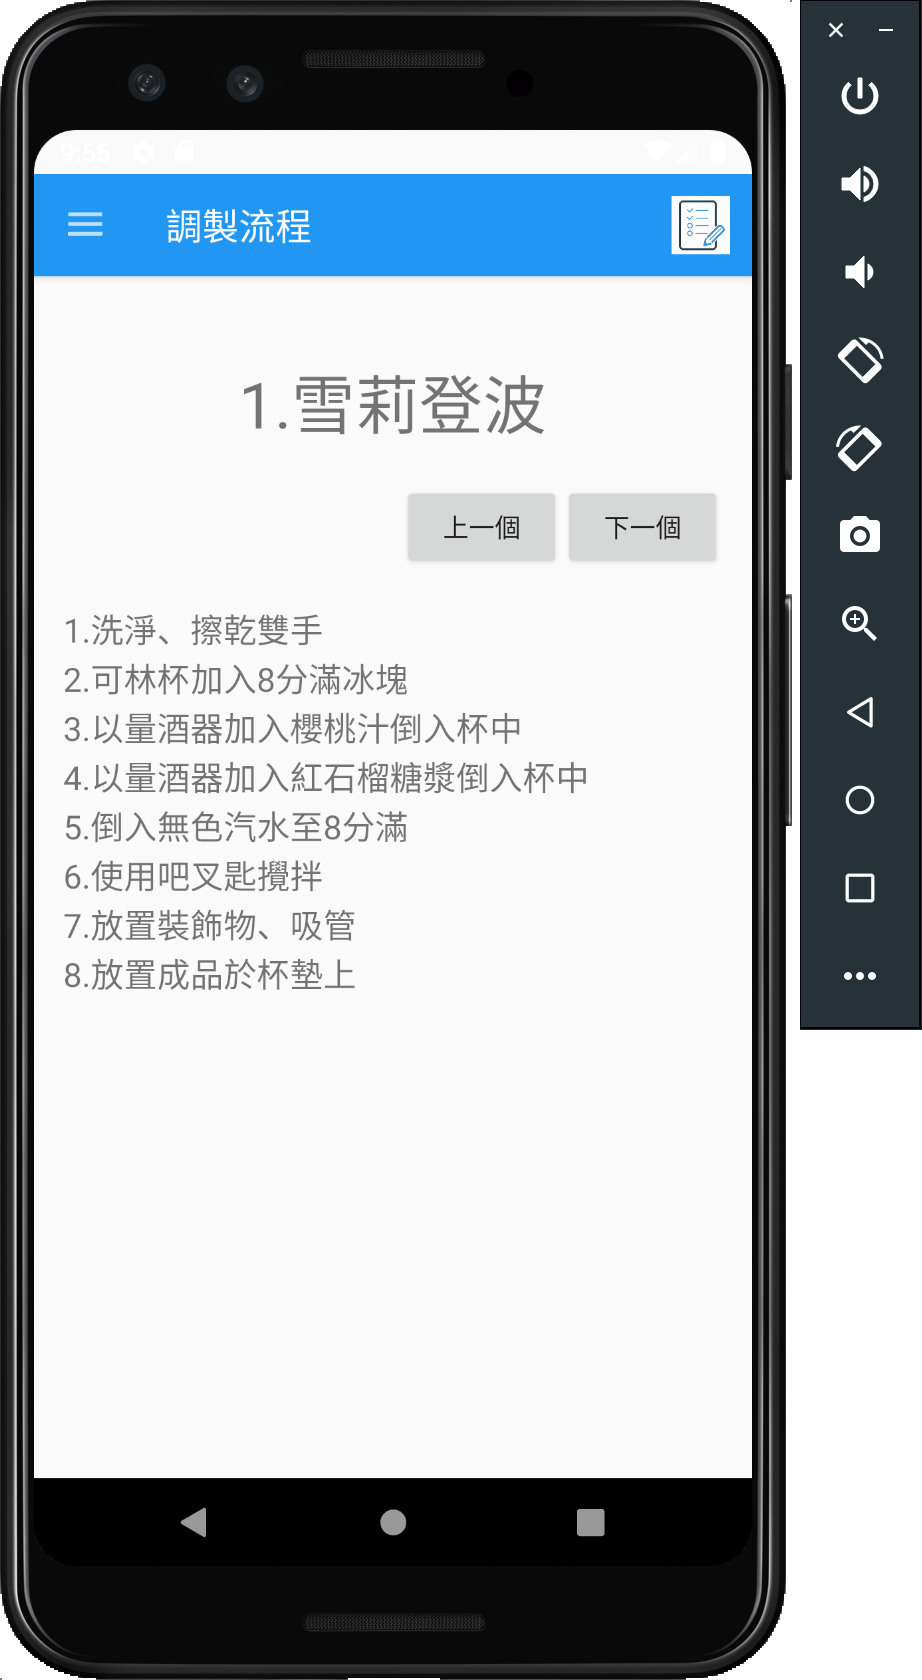 9:55
調製流程
1.雪莉登波
上一個
下一個
1.洗淨、擦乾雙手
2.可林杯加入8分滿冰塊
3.以量酒器加入櫻桃汁倒入杯中
4.以量酒器加入紅石榴糖漿倒入杯中
5.倒入無色汽水至8分滿
6.使用吧叉匙攪拌
7.放置裝飾物、吸管
8.放置成品於杯墊上